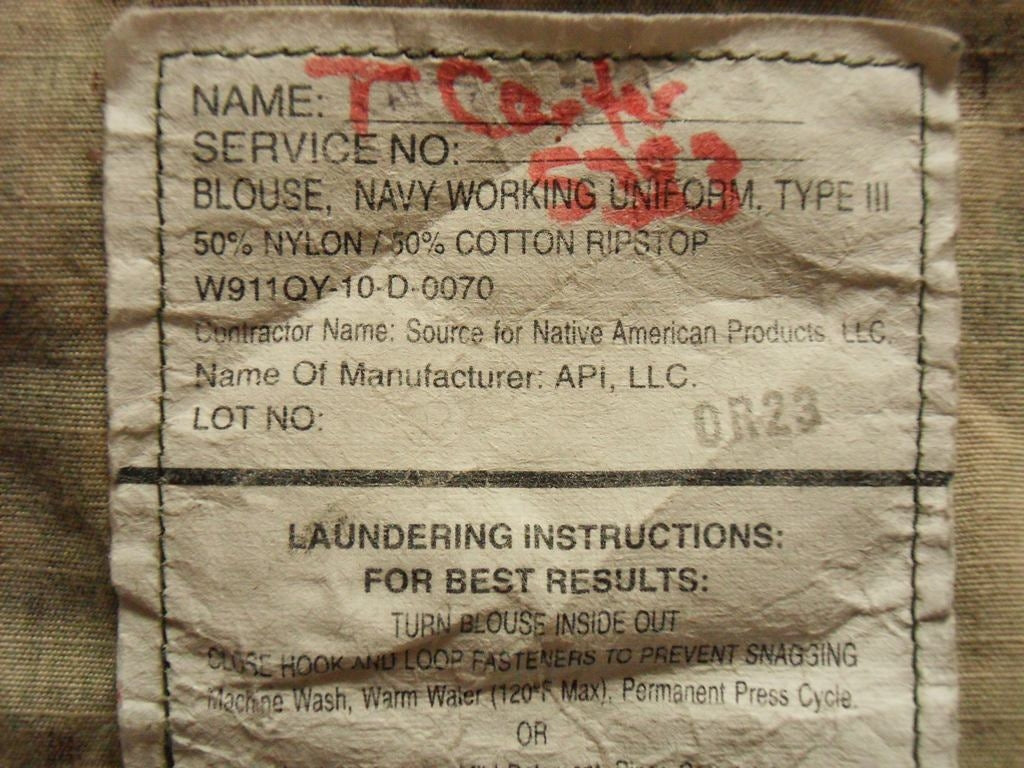 NAME: T Carter
SERVICE NO: 5383
BLOUSE, NAVY WORKING UNIFORM, TYPE III
50% NYLON / 50% COTTON RIPSTOP
W911QY-10-D-0070
Contractor Name: Source for Native American Products, LLC.
Name Of Manufacturer: API, LLC.
LOT NO:
0R23
LAUNDERING INSTRUCTIONS:
FOR BEST RESULTS:
TURN BLOUSE INSIDE OUT
CLOSE HOOK AND LOOP FASTENERS TO PREVENT SNAGGING
Machine Wash, Warm Water (120°F Max), Permanent Press Cycle.
OR